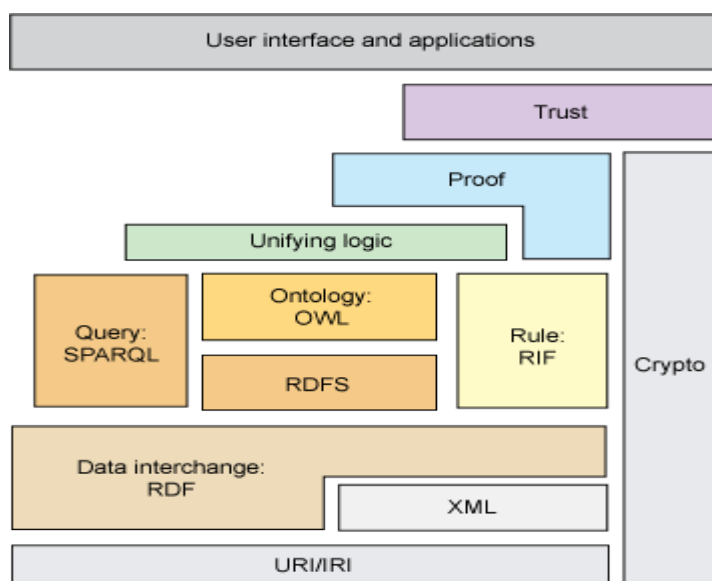 User interface and applications
Trust
Proof
Unifying logic
Query:
SPARQL
Ontology:
OWL
RDFS
Rule:
RIF
Crypto
Data interchange:
RDF
XML
URI/IRI